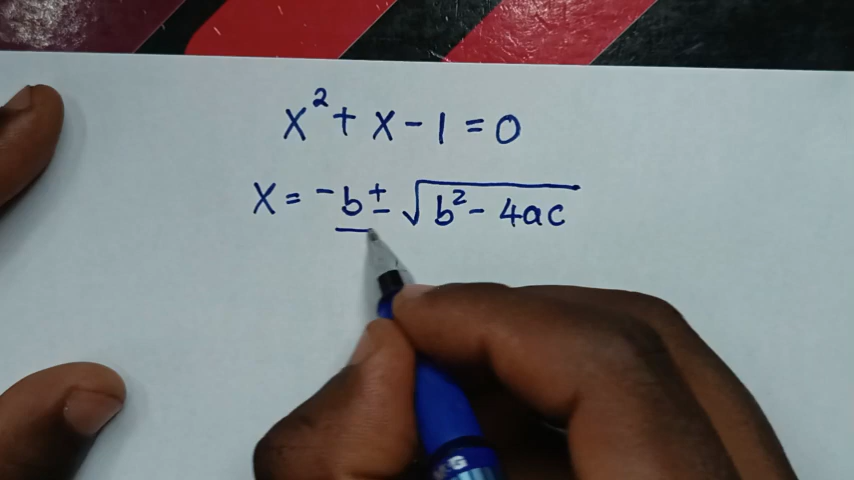 x² + x - 1 = 0
x = -b ± √b² - 4ac